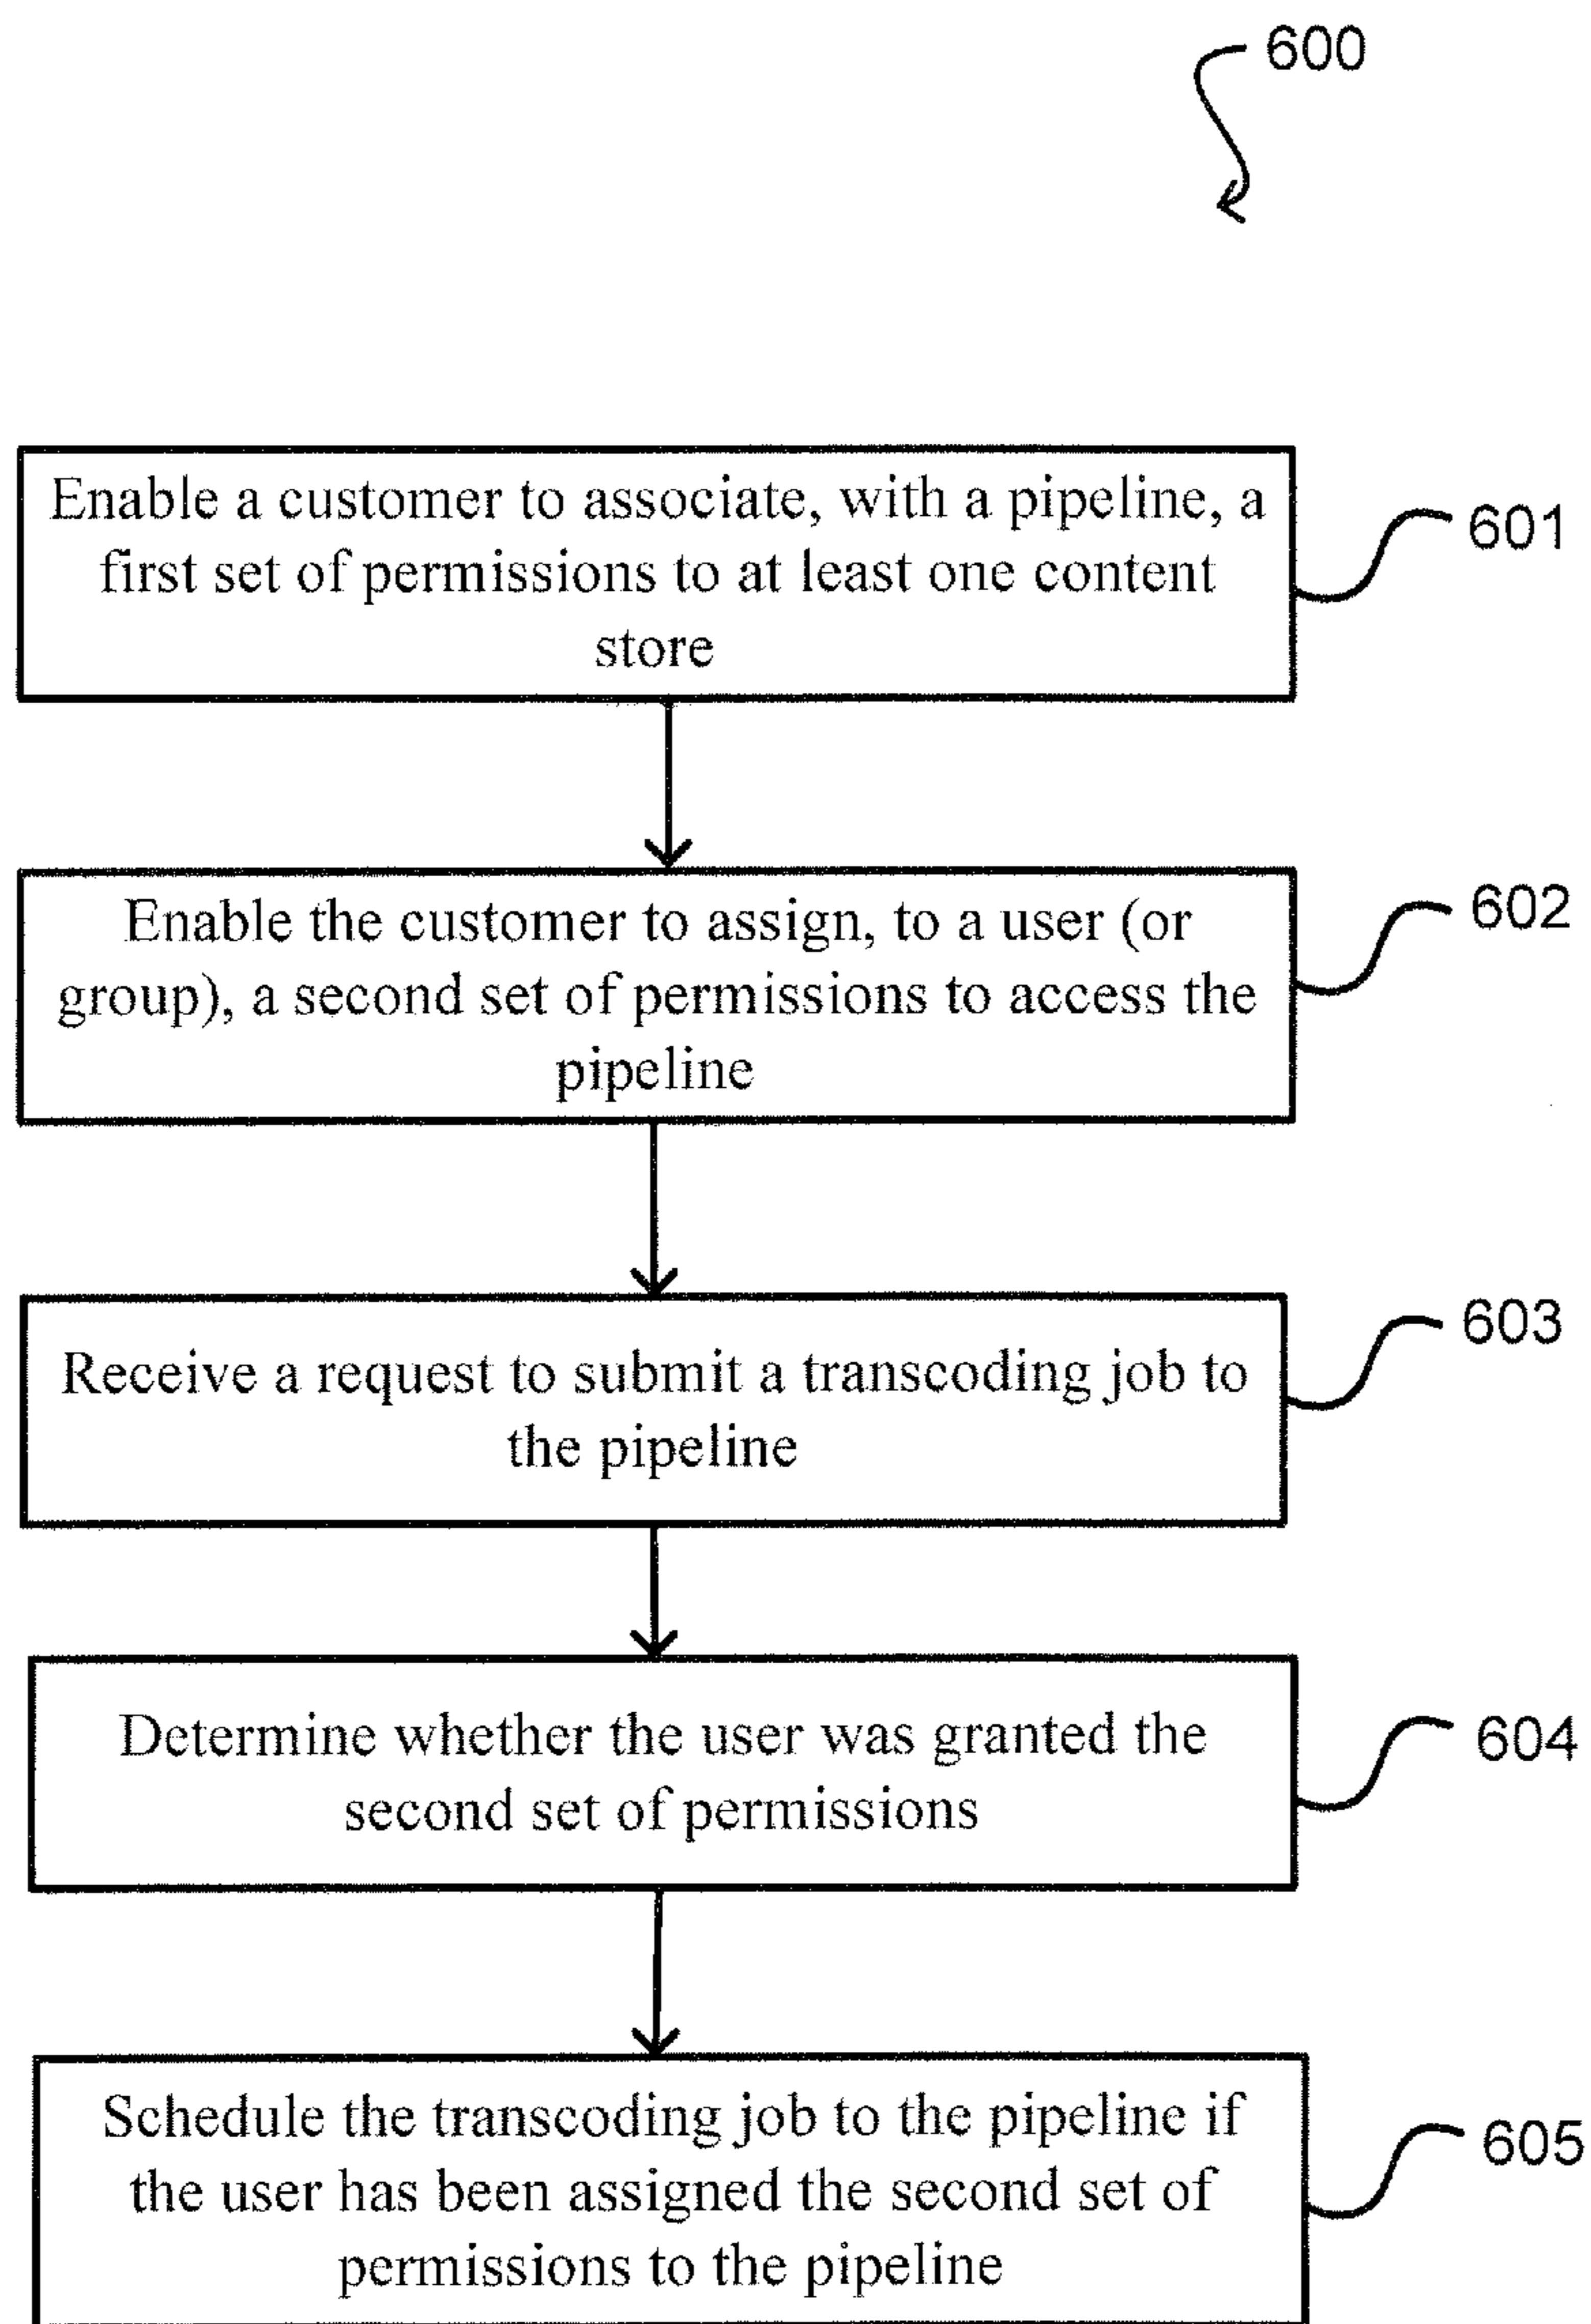 600
Enable a customer to associate, with a pipeline, a
first set of permissions to at least one content
store
601
Enable the customer to assign, to a user (or
group), a second set of permissions to access the
pipeline
602
Receive a request to submit a transcoding job to
the pipeline
603
Determine whether the user was granted the
second set of permissions
604
Schedule the transcoding job to the pipeline if
the user has been assigned the second set of
permissions to the pipeline
605